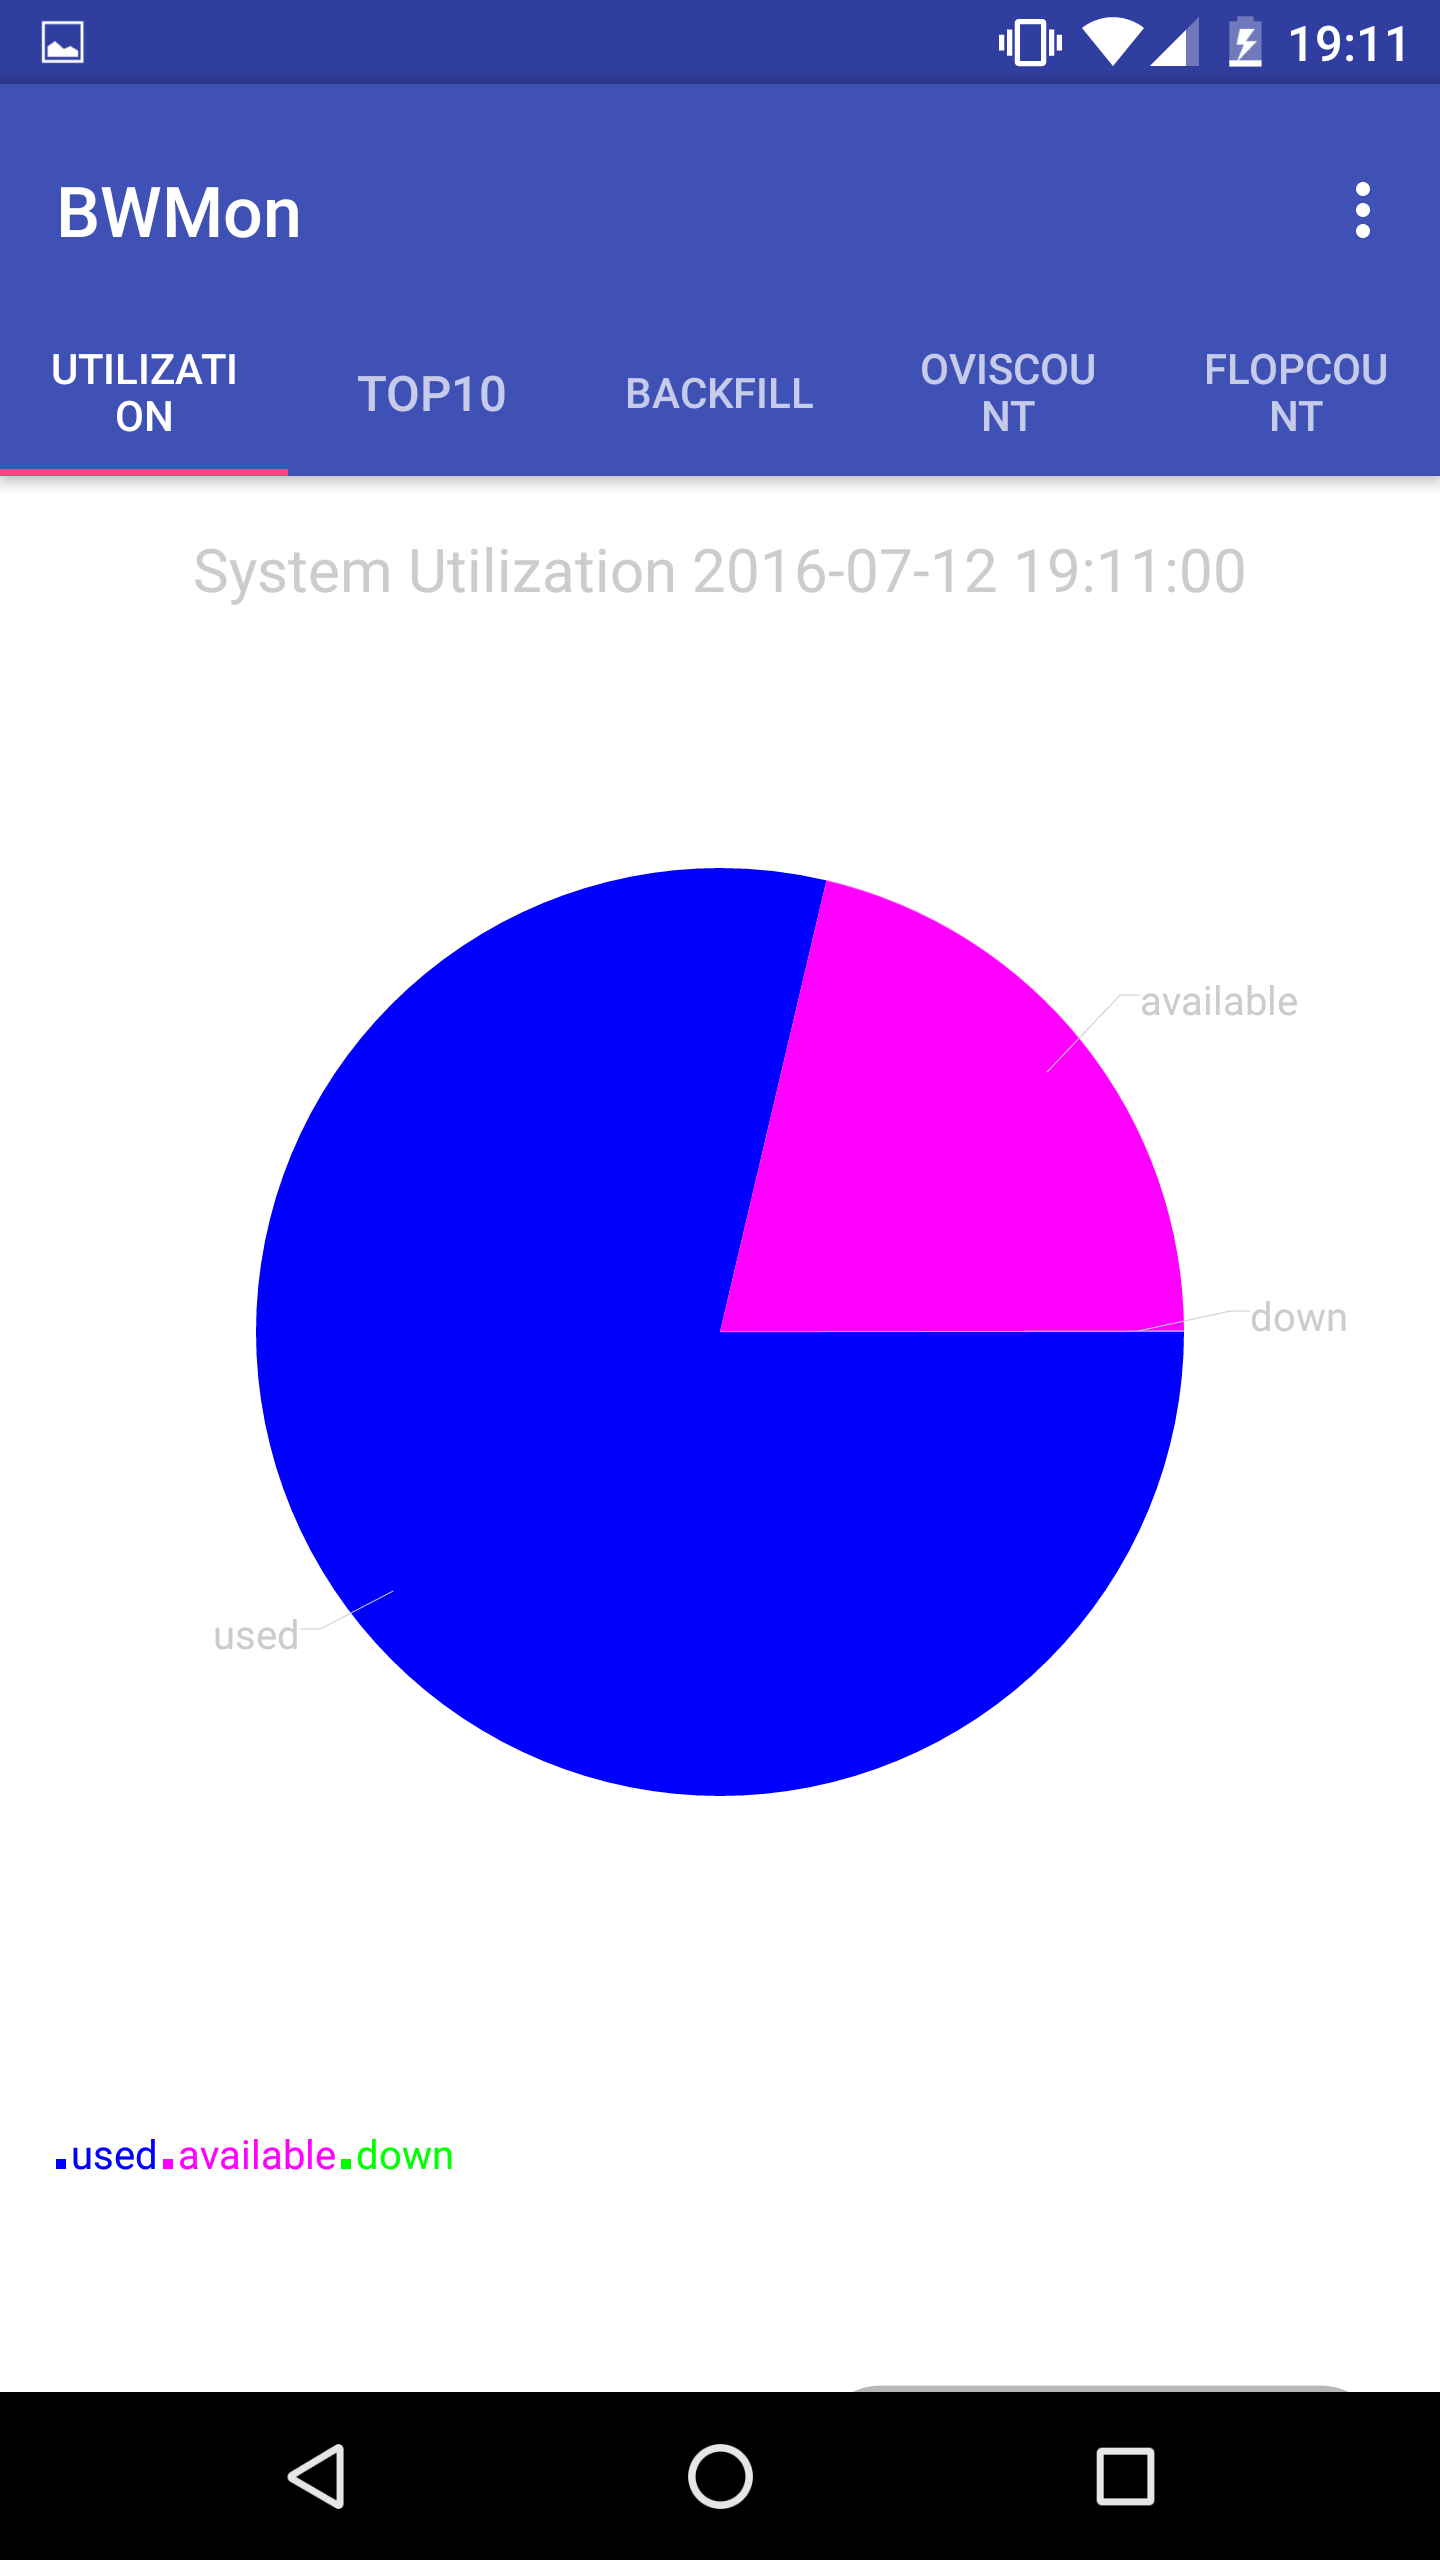 19:11
BWMon
UTILIZATI
ON
TOP10
BACKFILL
OVISCOU
NT
FLOPCOU
NT
System Utilization 2016-07-12 19:11:00
available
down
used
used available down